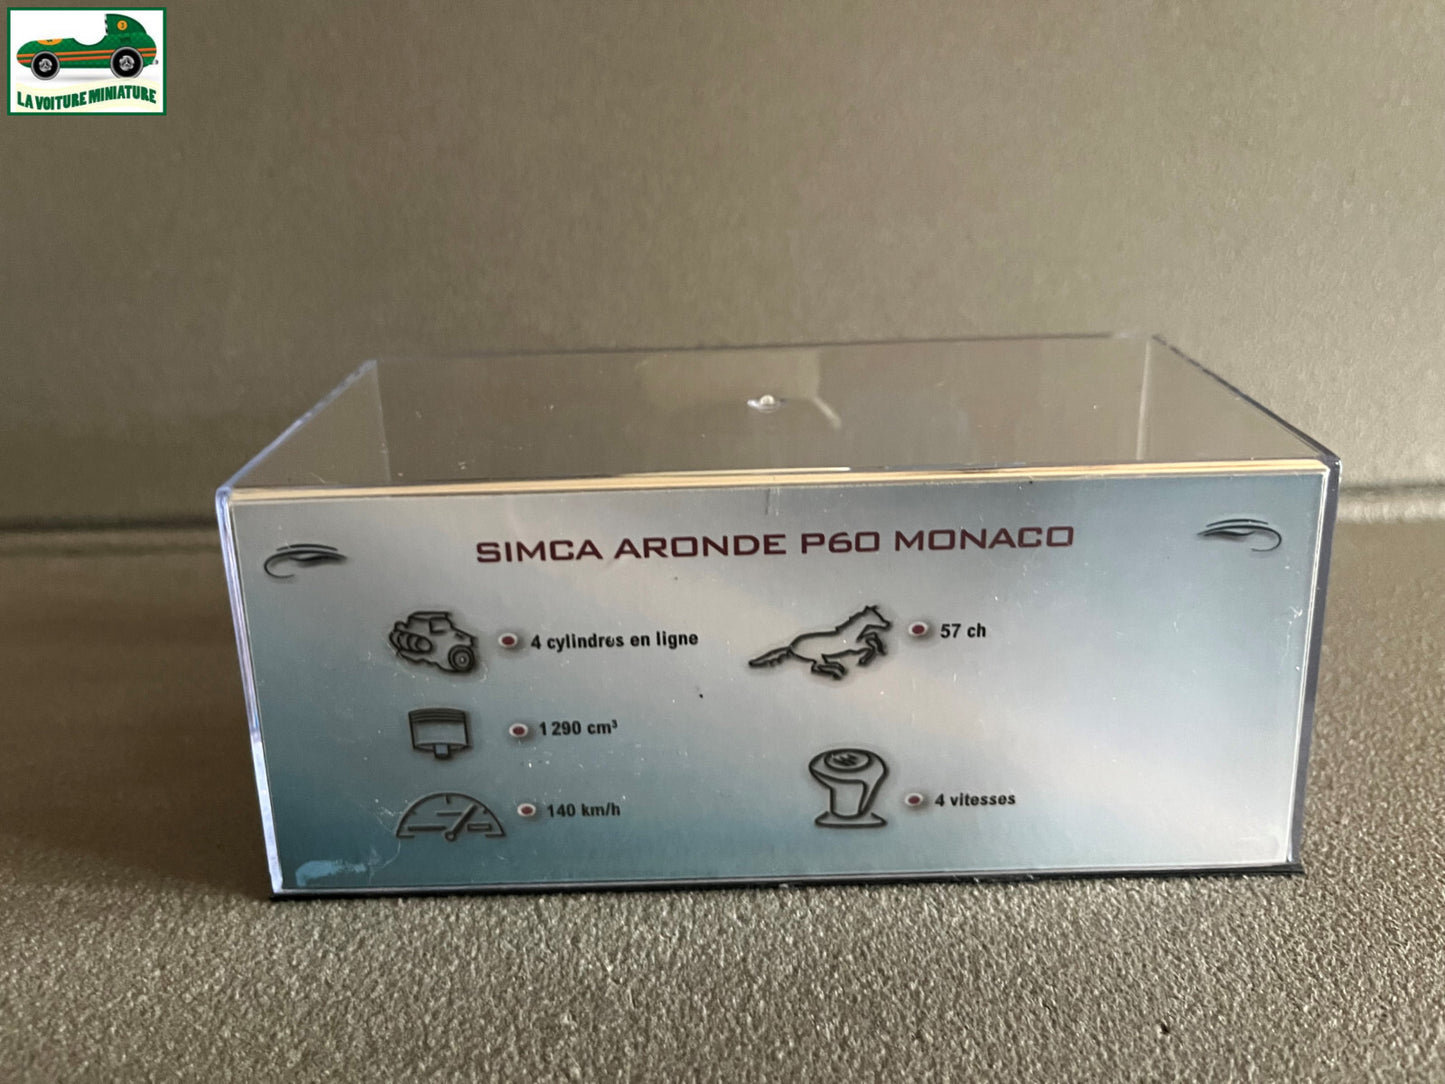 LA VOITURE MINIATURE
SIMCA ARONDE P60 MONACO
4 cylindres en ligne
57 ch
1 290 cm³
140 km/h
4 vitesses